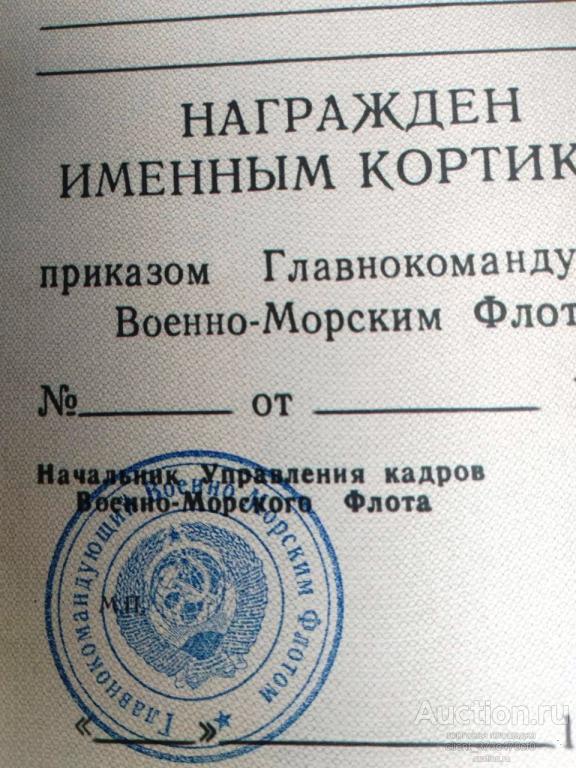 НАГРАЖДЕН
ИМЕННЫМ КОРТИК
приказом Главнокоманду
Военно-Морским Флот
№ от
Начальник Управления кадров
Военно-Морского Флота
Главнокомандующий Военно-Морским Флотом
М.П.
« » 1
Auction.ru